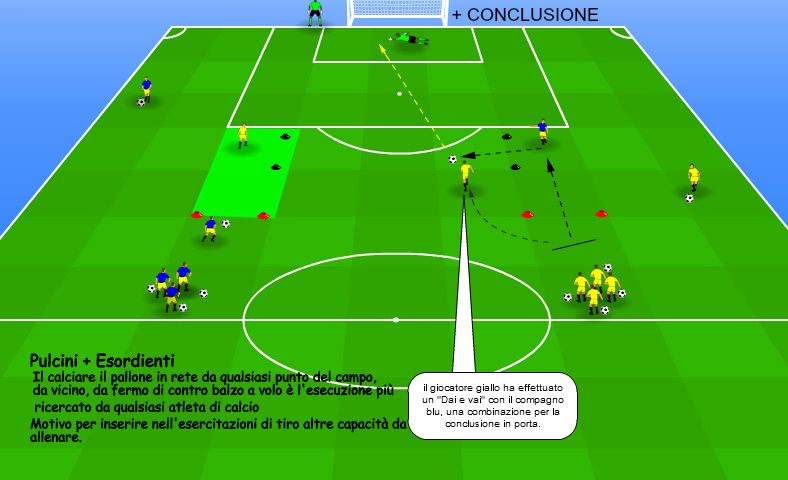 + CONCLUSIONE
Pulcini + Esordienti
Il calciare il pallone in rete da qualsiasi punto del campo,
da vicino, da fermo di contro balzo a volo è l'esecuzione più
ricercato da qualsiasi atleta di calcio
Motivo per inserire nell'esercitazioni di tiro altre capacità da
allenare.
il giocatore giallo ha effettuato
un "Dai e vai" con il compagno
blu, una combinazione per la
conclusione in porta.